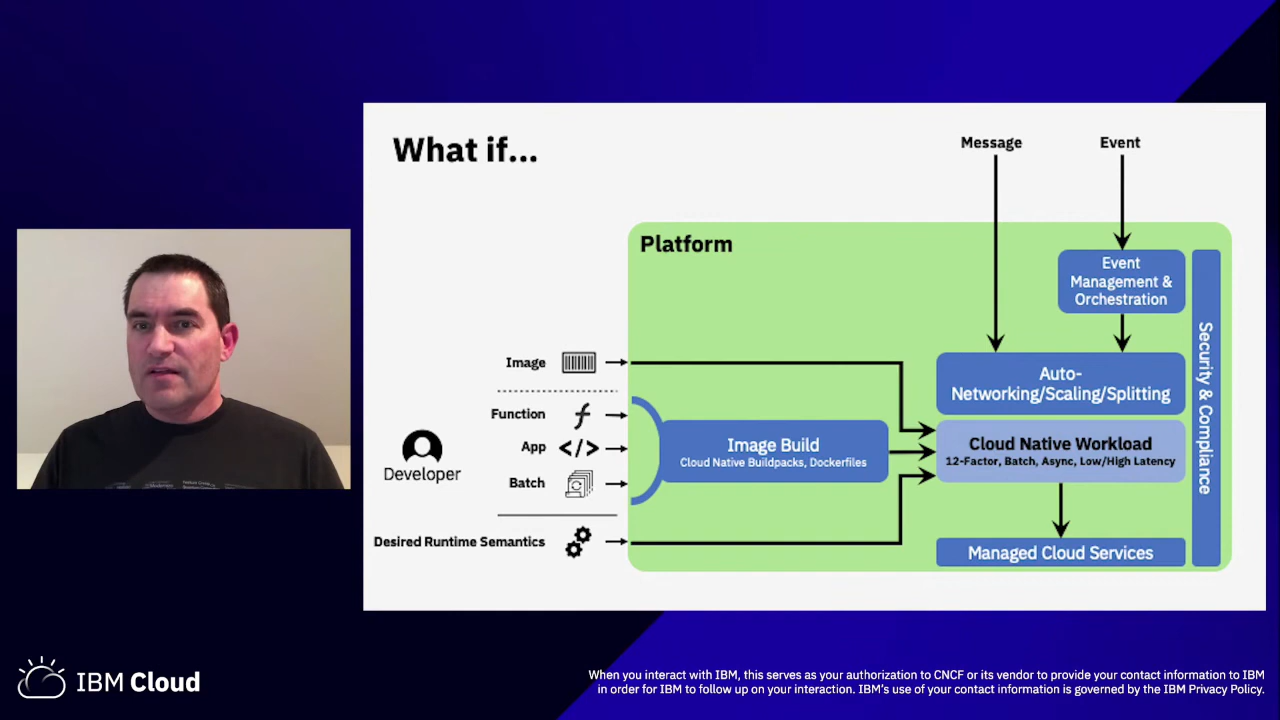 What if...
Message
Event
Platform
Event
Management &
Orchestration
Security & Compliance
Image
Auto-
Networking/Scaling/Splitting
Function
App
Batch
Developer
Image Build
Cloud Native Buildpacks, Dockerfiles
Cloud Native Workload
12-Factor, Batch, Async, Low/High Latency
Desired Runtime Semantics
Managed Cloud Services
IBM Cloud
When you interact with IBM, this serves as your authorization to CNCF or its vendor to provide your contact information to IBM
in order for IBM to follow up on your interaction. IBM's use of your contact information is governed by the IBM Privacy Policy.